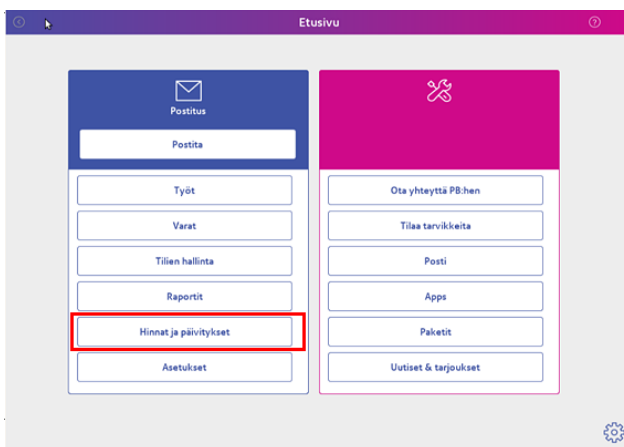 Etusivu
Postitus
Postita
Työt
Varat
Tilien hallinta
Raportit
Hinnat ja päivitykset
Asetukset
Ota yhteyttä PB:hen
Tilaa tarvikkeita
Posti
Apps
Paketit
Uutiset & tarjoukset